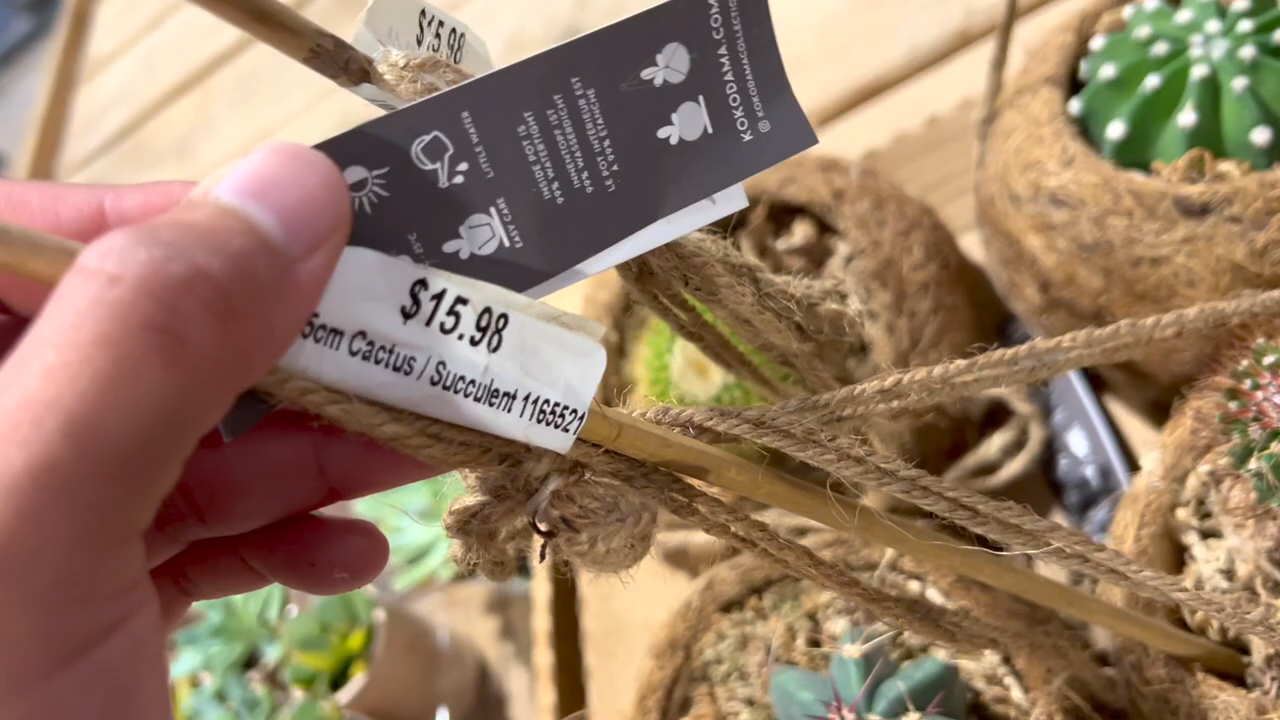 $15.98
KOKODAMA.COM
KOKODAMACOLLECTIO
INSIDE POT IS
99% WATERTIGHT
INNENTOPF IST
99% WASSERDICHT
LE POT INTÉRIEUR EST
À 99% ÉTANCHE
LITTLE WATER
EASY CARE
$15.98
5cm Cactus / Succulent 1165521